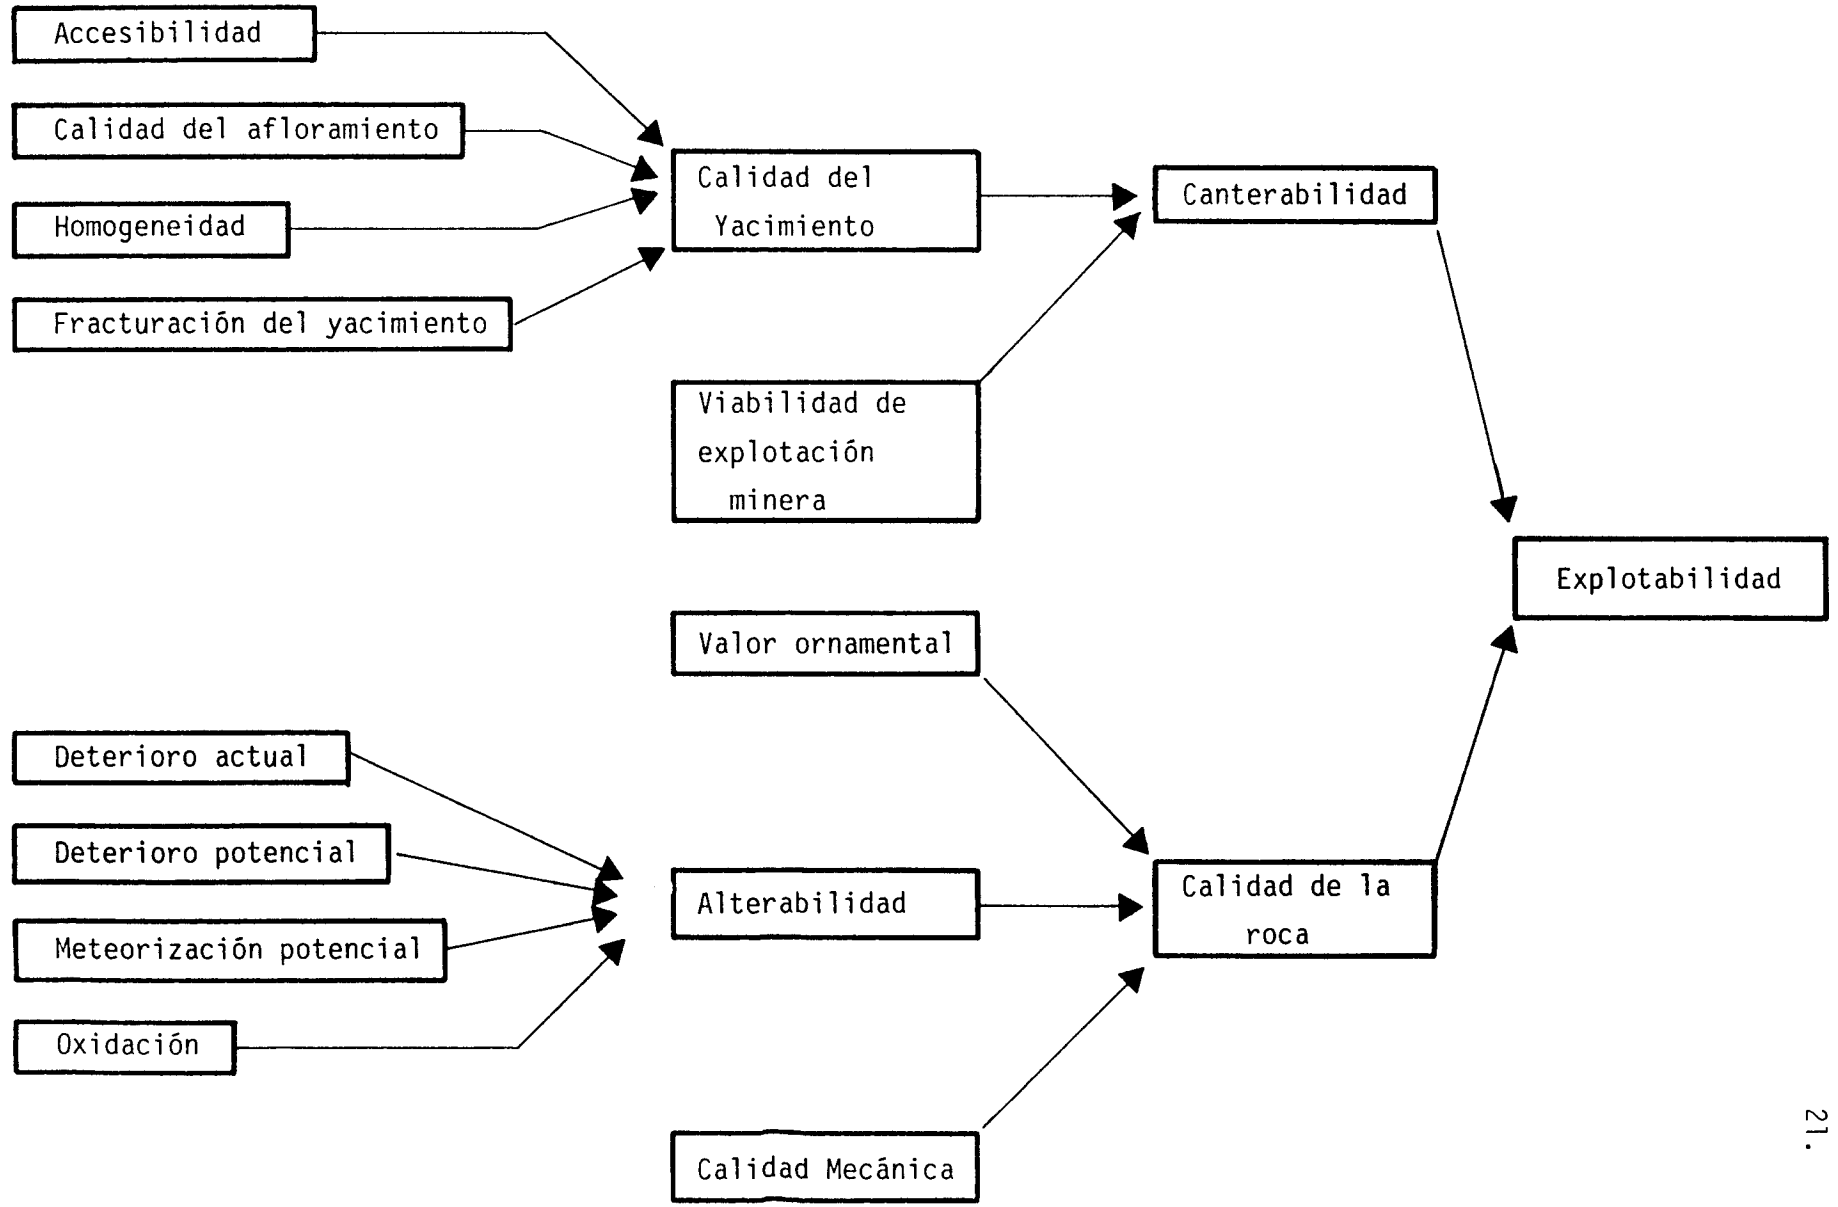 Accesibilidad
Calidad del afloramiento
Homogeneidad
Fracturación del yacimiento
Calidad del
Yacimiento
Canterabilidad
Viabilidad de
explotación
minera
Explotabilidad
Valor ornamental
Deterioro actual
Deterioro potencial
Meteorización potencial
Oxidación
Alterabilidad
Calidad de la
roca
Calidad Mecánica
21.